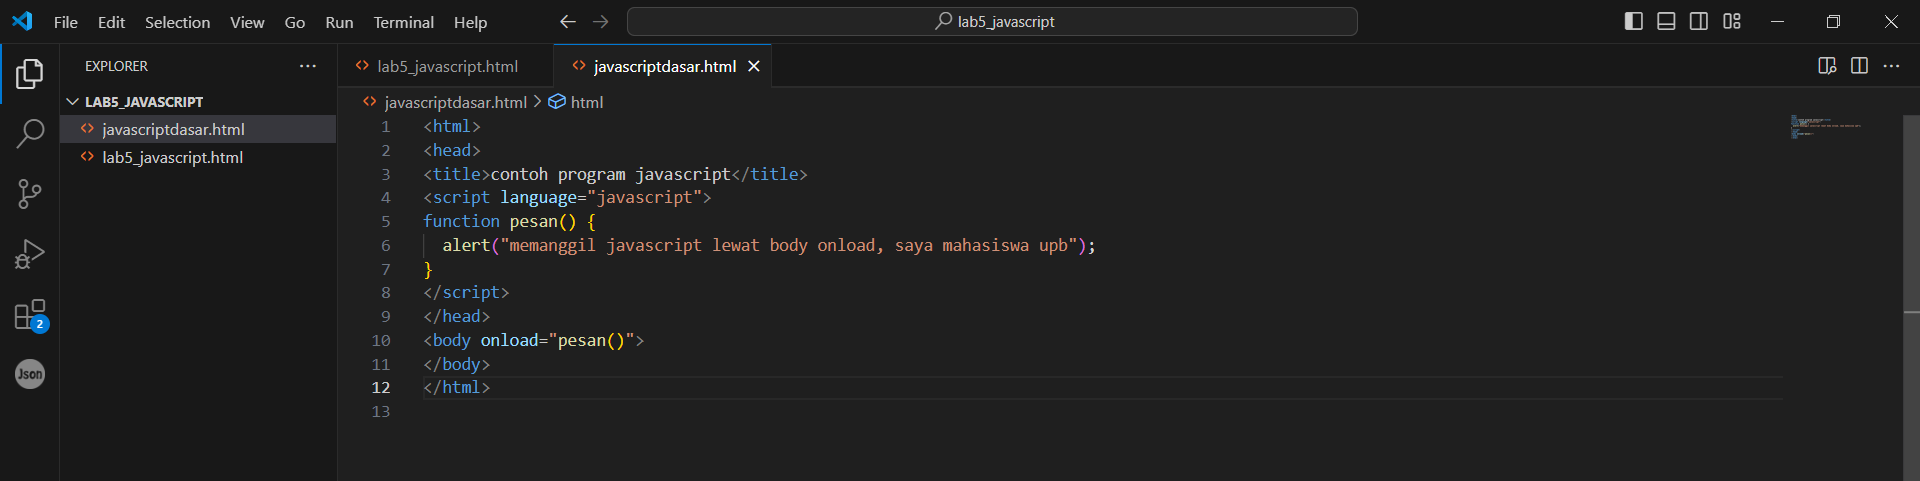 File Edit Selection View Go Run Terminal Help
lab5_javascript
EXPLORER
LAB5_JAVASCRIPT
javascriptdasar.html
lab5_javascript.html
2
Json
lab5_javascript.html
javascriptdasar.html
javascriptdasar.html > html
1 <html>
2 <head>
3 <title>contoh program javascript</title>
4 <script language="javascript">
5 function pesan() {
6   alert("memanggil javascript lewat body onload, saya mahasiswa upb");
7 }
8 </script>
9 </head>
10 <body onload="pesan()">
11 </body>
12 </html>
13